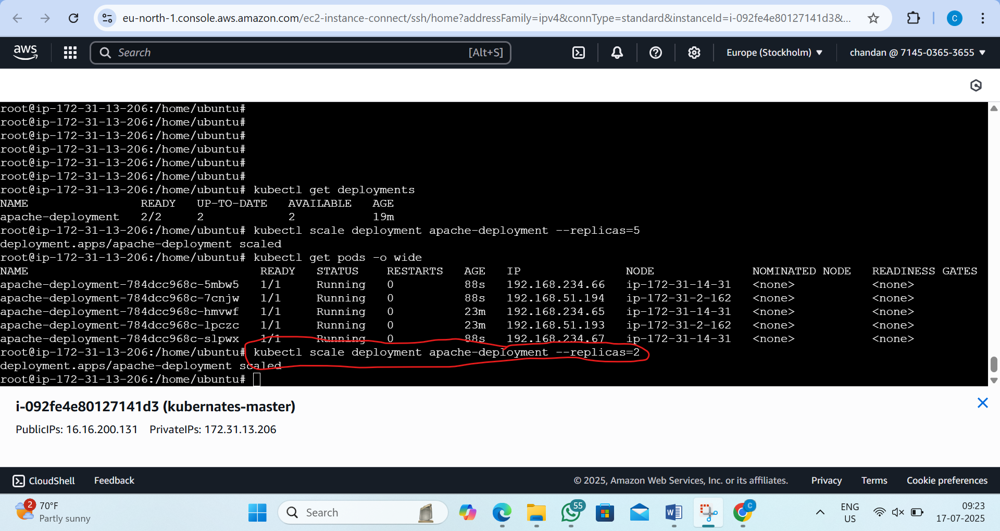 eu-north-1.console.aws.amazon.com/ec2-instance-connect/ssh/home?addressFamily=ipv4&connType=standard&instanceId=i-092fe4e80127141d3&...
C
aws
Search [Alt+S]
Europe (Stockholm) ▼ chandan @ 7145-0365-3655 ▼
root@ip-172-31-13-206:/home/ubuntu#
root@ip-172-31-13-206:/home/ubuntu#
root@ip-172-31-13-206:/home/ubuntu#
root@ip-172-31-13-206:/home/ubuntu#
root@ip-172-31-13-206:/home/ubuntu#
root@ip-172-31-13-206:/home/ubuntu#
root@ip-172-31-13-206:/home/ubuntu# kubectl get deployments
NAME READY UP-TO-DATE AVAILABLE AGE
apache-deployment 2/2 2 2 19m
root@ip-172-31-13-206:/home/ubuntu# kubectl scale deployment apache-deployment --replicas=5
deployment.apps/apache-deployment scaled
root@ip-172-31-13-206:/home/ubuntu# kubectl get pods -o wide
NAME READY STATUS RESTARTS AGE IP NODE NOMINATED NODE READINESS GATES
apache-deployment-784dcc968c-5mbw5 1/1 Running 0 88s 192.168.234.66 ip-172-31-14-31 <none> <none>
apache-deployment-784dcc968c-7cnjw 1/1 Running 0 88s 192.168.51.194 ip-172-31-2-162 <none> <none>
apache-deployment-784dcc968c-hmvwf 1/1 Running 0 23m 192.168.234.65 ip-172-31-14-31 <none> <none>
apache-deployment-784dcc968c-lpczc 1/1 Running 0 23m 192.168.51.193 ip-172-31-2-162 <none> <none>
apache-deployment-784dcc968c-slpwx 1/1 Running 0 88s 192.168.234.67 ip-172-31-14-31 <none> <none>
root@ip-172-31-13-206:/home/ubuntu# kubectl scale deployment apache-deployment --replicas=2
deployment.apps/apache-deployment scaled
root@ip-172-31-13-206:/home/ubuntu#
i-092fe4e80127141d3 (kubernates-master)
PublicIPs: 16.16.200.131 PrivateIPs: 172.31.13.206
CloudShell Feedback © 2025, Amazon Web Services, Inc. or its affiliates. Privacy Terms Cookie preferences
2
70°F
Partly sunny
Search
55
W
C
ENG
US
09:23
17-07-2025